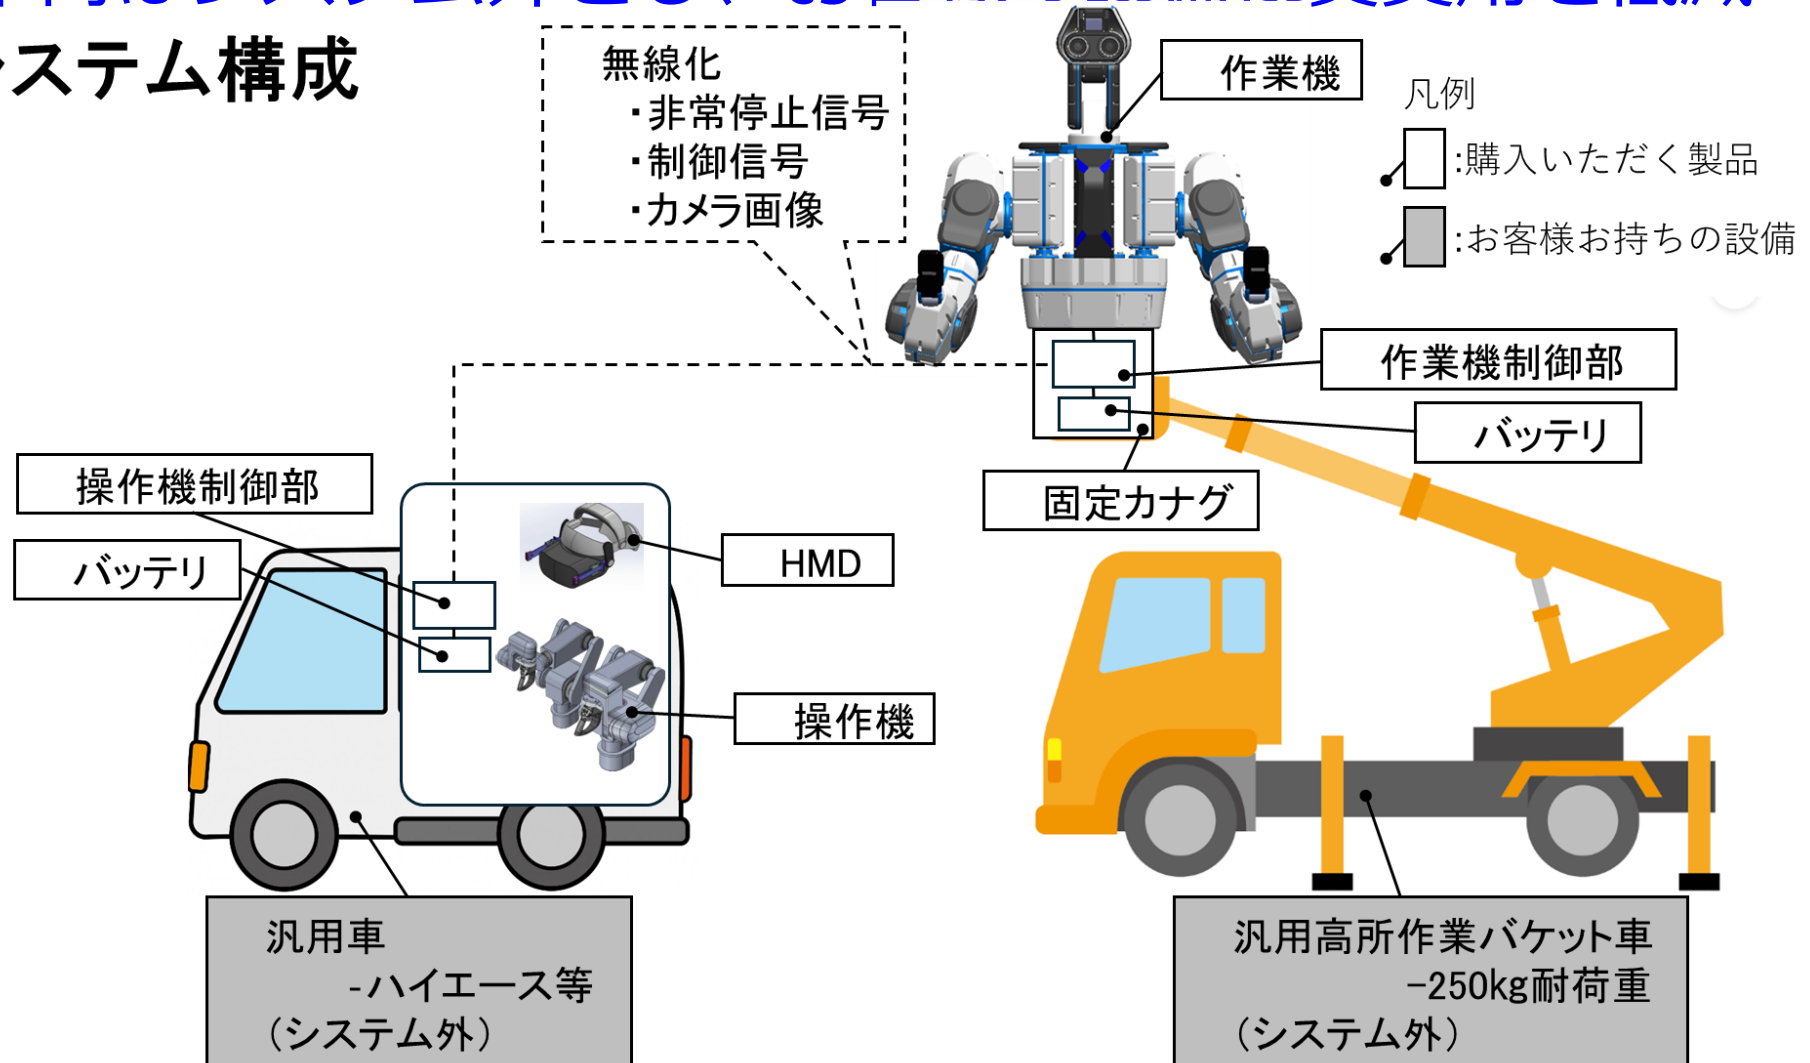 システム構成
無線化
・非常停止信号
・制御信号
・カメラ画像
作業機
凡例
:購入いただく製品
:お客様お持ちの設備
作業機制御部
バッテリ
固定カナグ
操作機制御部
バッテリ
HMD
操作機
汎用車
-ハイエース等
(システム外)
汎用高所作業バケット車
-250kg耐荷重
(システム外)